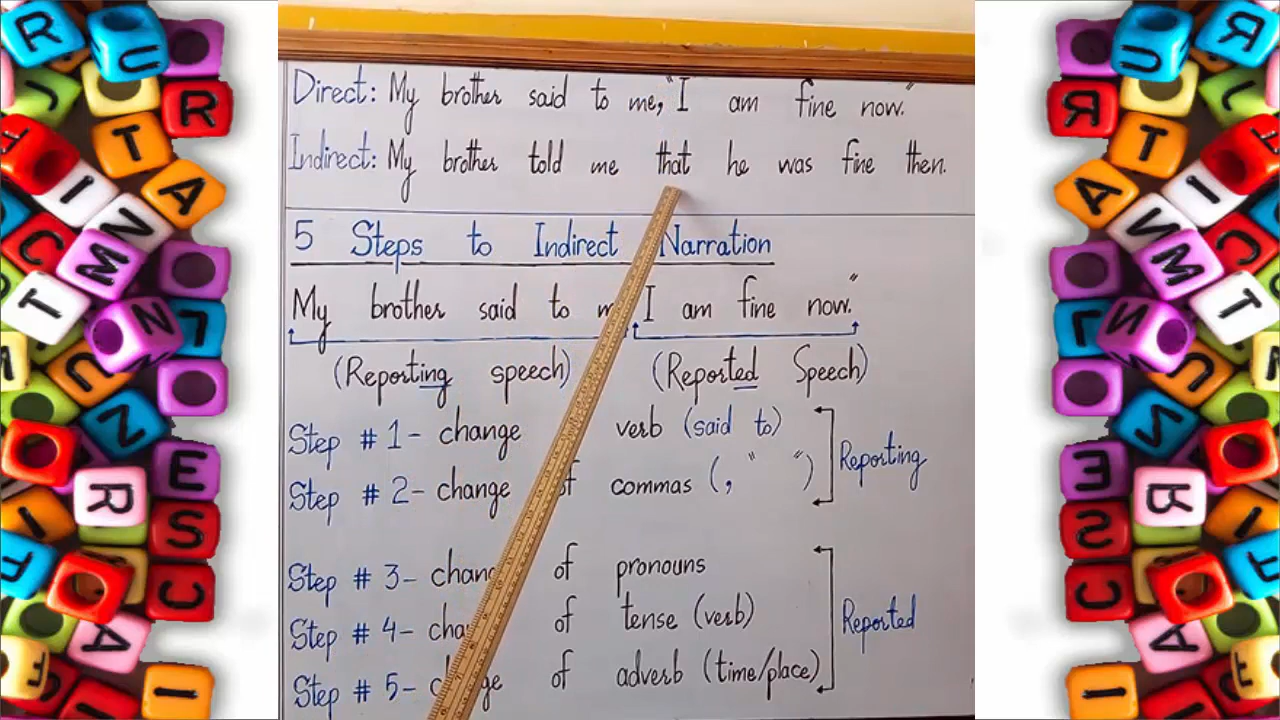 Direct: My brother said to me, "I am fine now."
Indirect: My brother told me that he was fine then.
5 Steps to Indirect Narration
My brother said to I am fine now."
(Reporting speech) (Reported Speech)
Step # 1- change verb (said to)
Step # 2- change commas (, " ") Reporting
Step # 3- of pronouns
Step # 4- of tense (verb) Reported
Step # 5- of adverb (time/place)